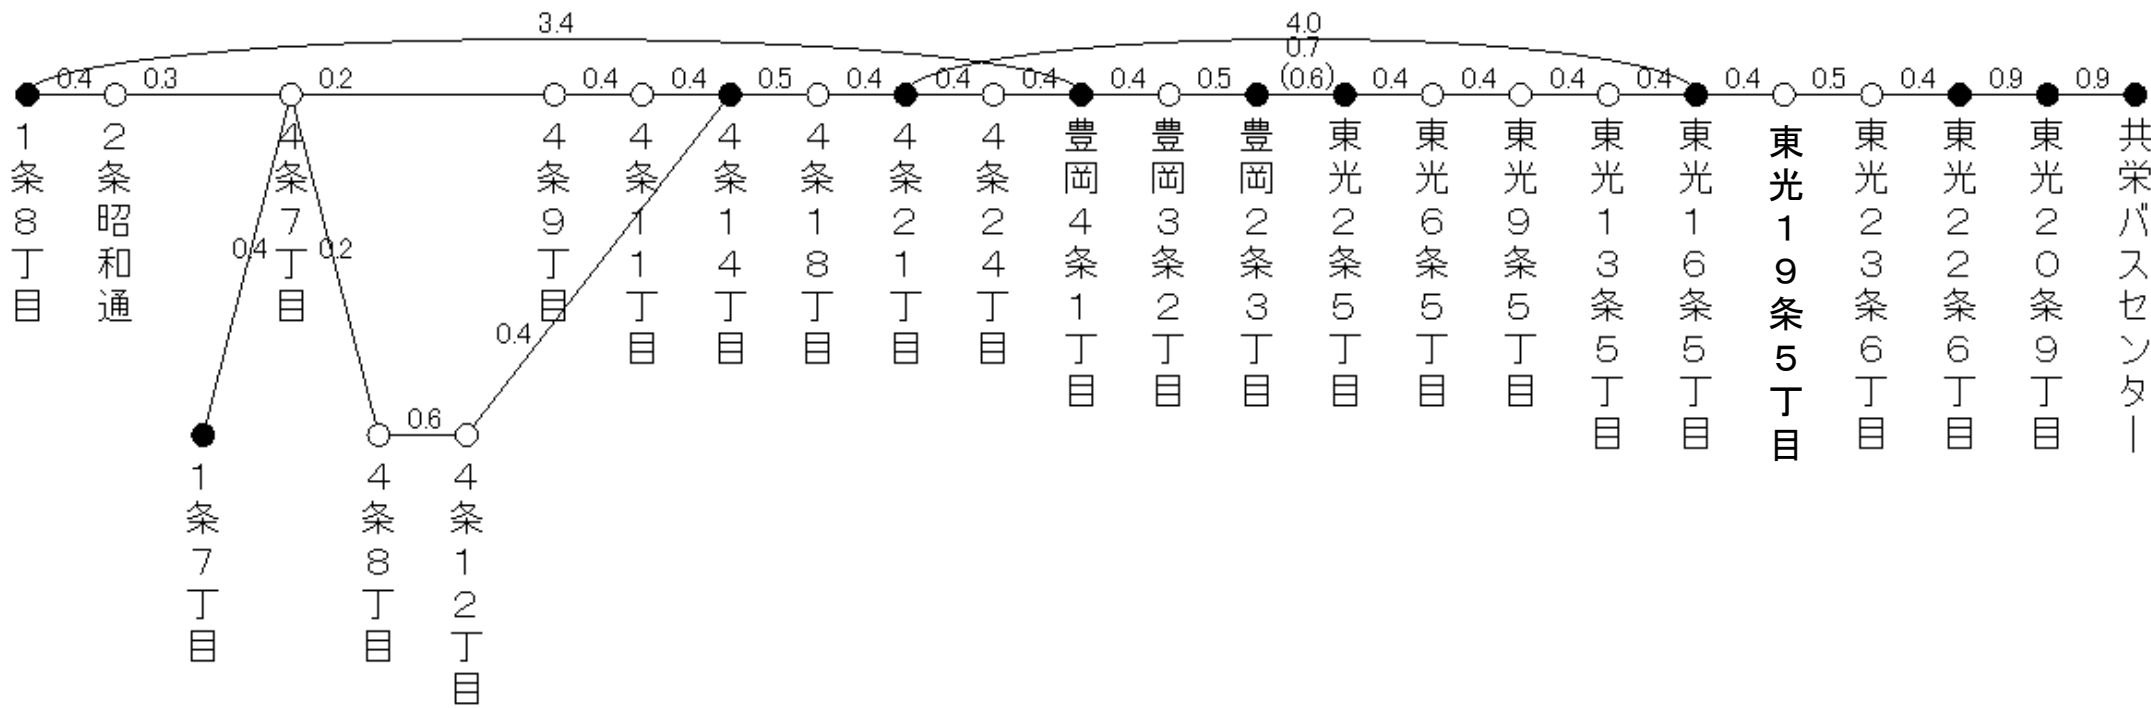 3.4
4.0
0.7
(0.6)
0.4
0.3
0.2
0.4
0.4
0.5
0.4
0.4
0.4
0.4
0.5
0.4
0.4
0.4
0.4
0.4
0.5
0.4
0.9
0.9
1条8丁目
2条昭和通
4条7丁目
4条9丁目
4条11丁目
4条14丁目
4条18丁目
4条21丁目
4条24丁目
豊岡4条1丁目
豊岡3条2丁目
豊岡2条3丁目
東光2条5丁目
東光6条5丁目
東光9条5丁目
東光13条5丁目
東光16条5丁目
東光19条5丁目
東光23条6丁目
東光22条6丁目
東光20条9丁目
共栄バスセンター
0.4
0.2
0.4
0.6
1条7丁目
4条8丁目
4条12丁目